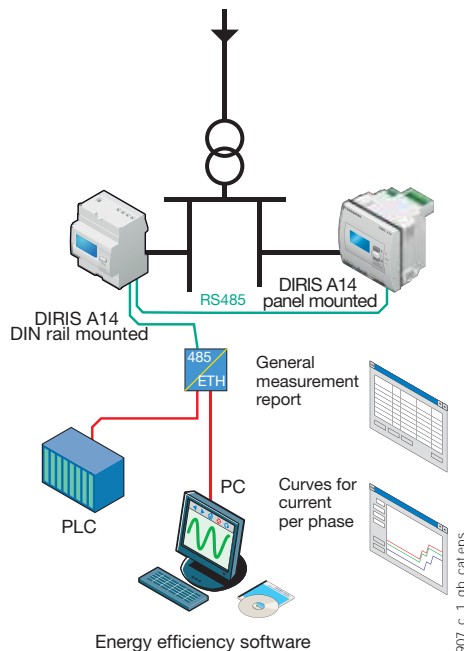 RS485
DIRIS A14
panel mounted
DIRIS A14
DIN rail mounted
485
ETH
General
measurement
report
PLC
PC
Curves for
current
per phase
Energy efficiency software